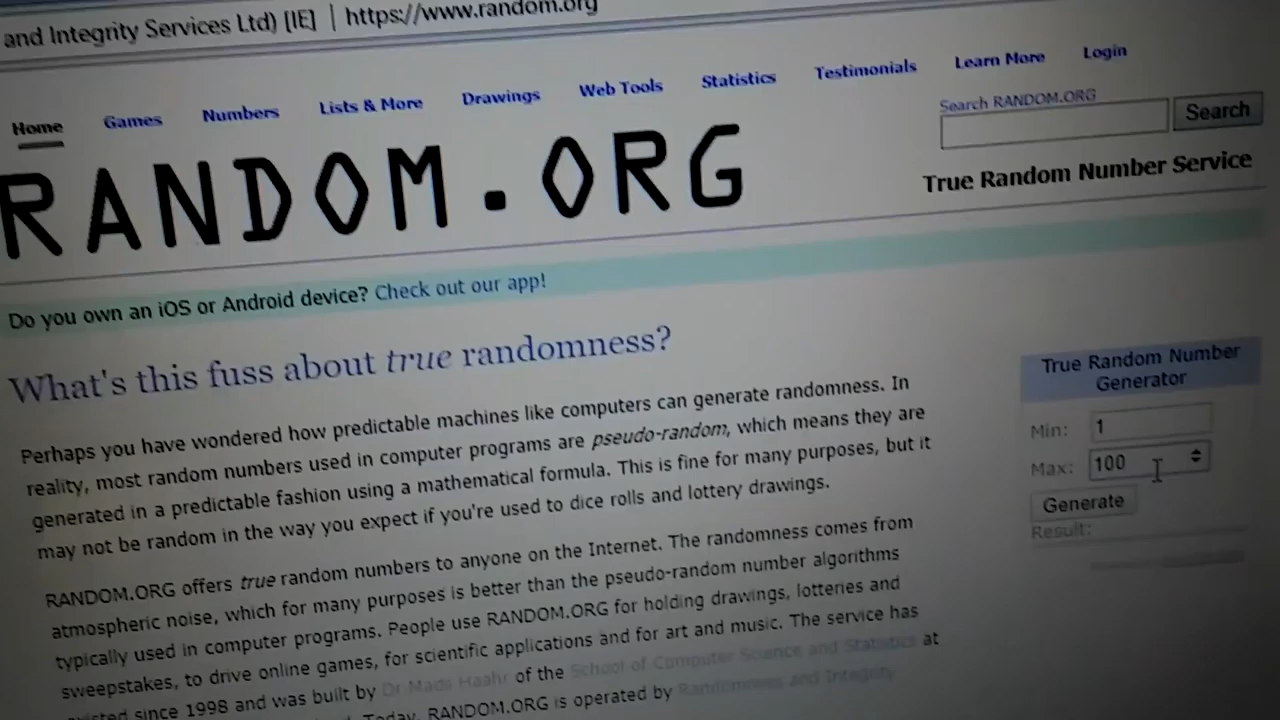 and Integrity Services Ltd) [IE] | https://www.random.org
Home Games Numbers Lists & More Drawings Web Tools Statistics Testimonials Learn More Login
Search RANDOM.ORG
Search
RANDOM.ORG
True Random Number Service
Do you own an iOS or Android device? Check out our app!
What's this fuss about true randomness?
Perhaps you have wondered how predictable machines like computers can generate randomness. In
reality, most random numbers used in computer programs are pseudo-random, which means they are
generated in a predictable fashion using a mathematical formula. This is fine for many purposes, but it
may not be random in the way you expect if you're used to dice rolls and lottery drawings.
RANDOM.ORG offers true random numbers to anyone on the Internet. The randomness comes from
atmospheric noise, which for many purposes is better than the pseudo-random number algorithms
typically used in computer programs. People use RANDOM.ORG for holding drawings, lotteries and
sweepstakes, to drive online games, for scientific applications and for art and music. The service has
existed since 1998 and was built by Dr Mads Haahr of the School of Computer Science and Statistics at
Today, RANDOM.ORG is operated by Randomness and Integrity
True Random Number
Generator
Min: 1
Max: 100
Generate
Result: